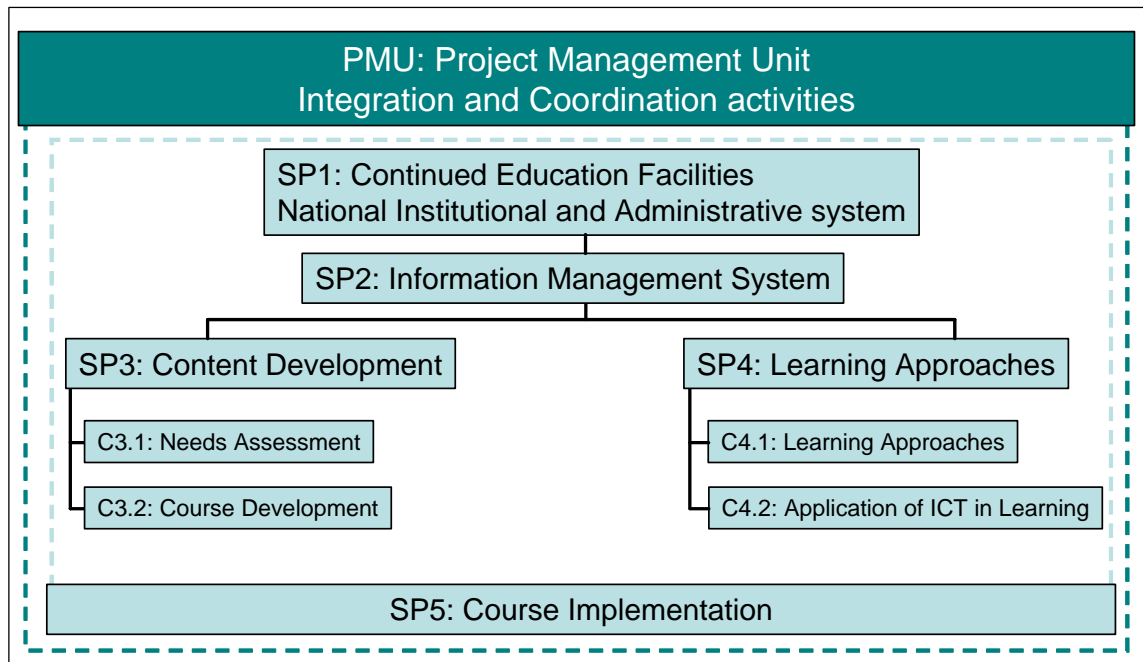 PMU: Project Management Unit
Integration and Coordination activities
SP1: Continued Education Facilities
National Institutional and Administrative system
SP2: Information Management System
SP3: Content Development
SP4: Learning Approaches
C3.1: Needs Assessment
C4.1: Learning Approaches
C3.2: Course Development
C4.2: Application of ICT in Learning
SP5: Course Implementation